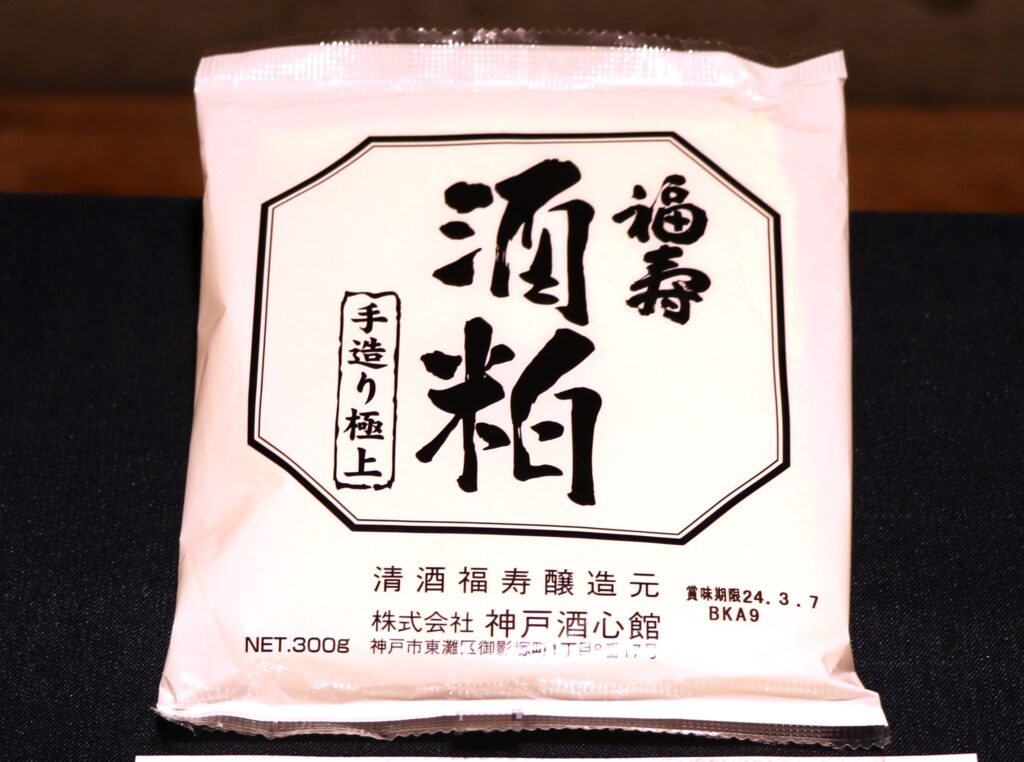 福寿
酒粕
手造り極上
清酒福寿醸造元
株式会社 神戸酒心館
神戸市東灘区御影塚町1丁目8番17号
NET.300g
賞味期限24.3.7
BKA9